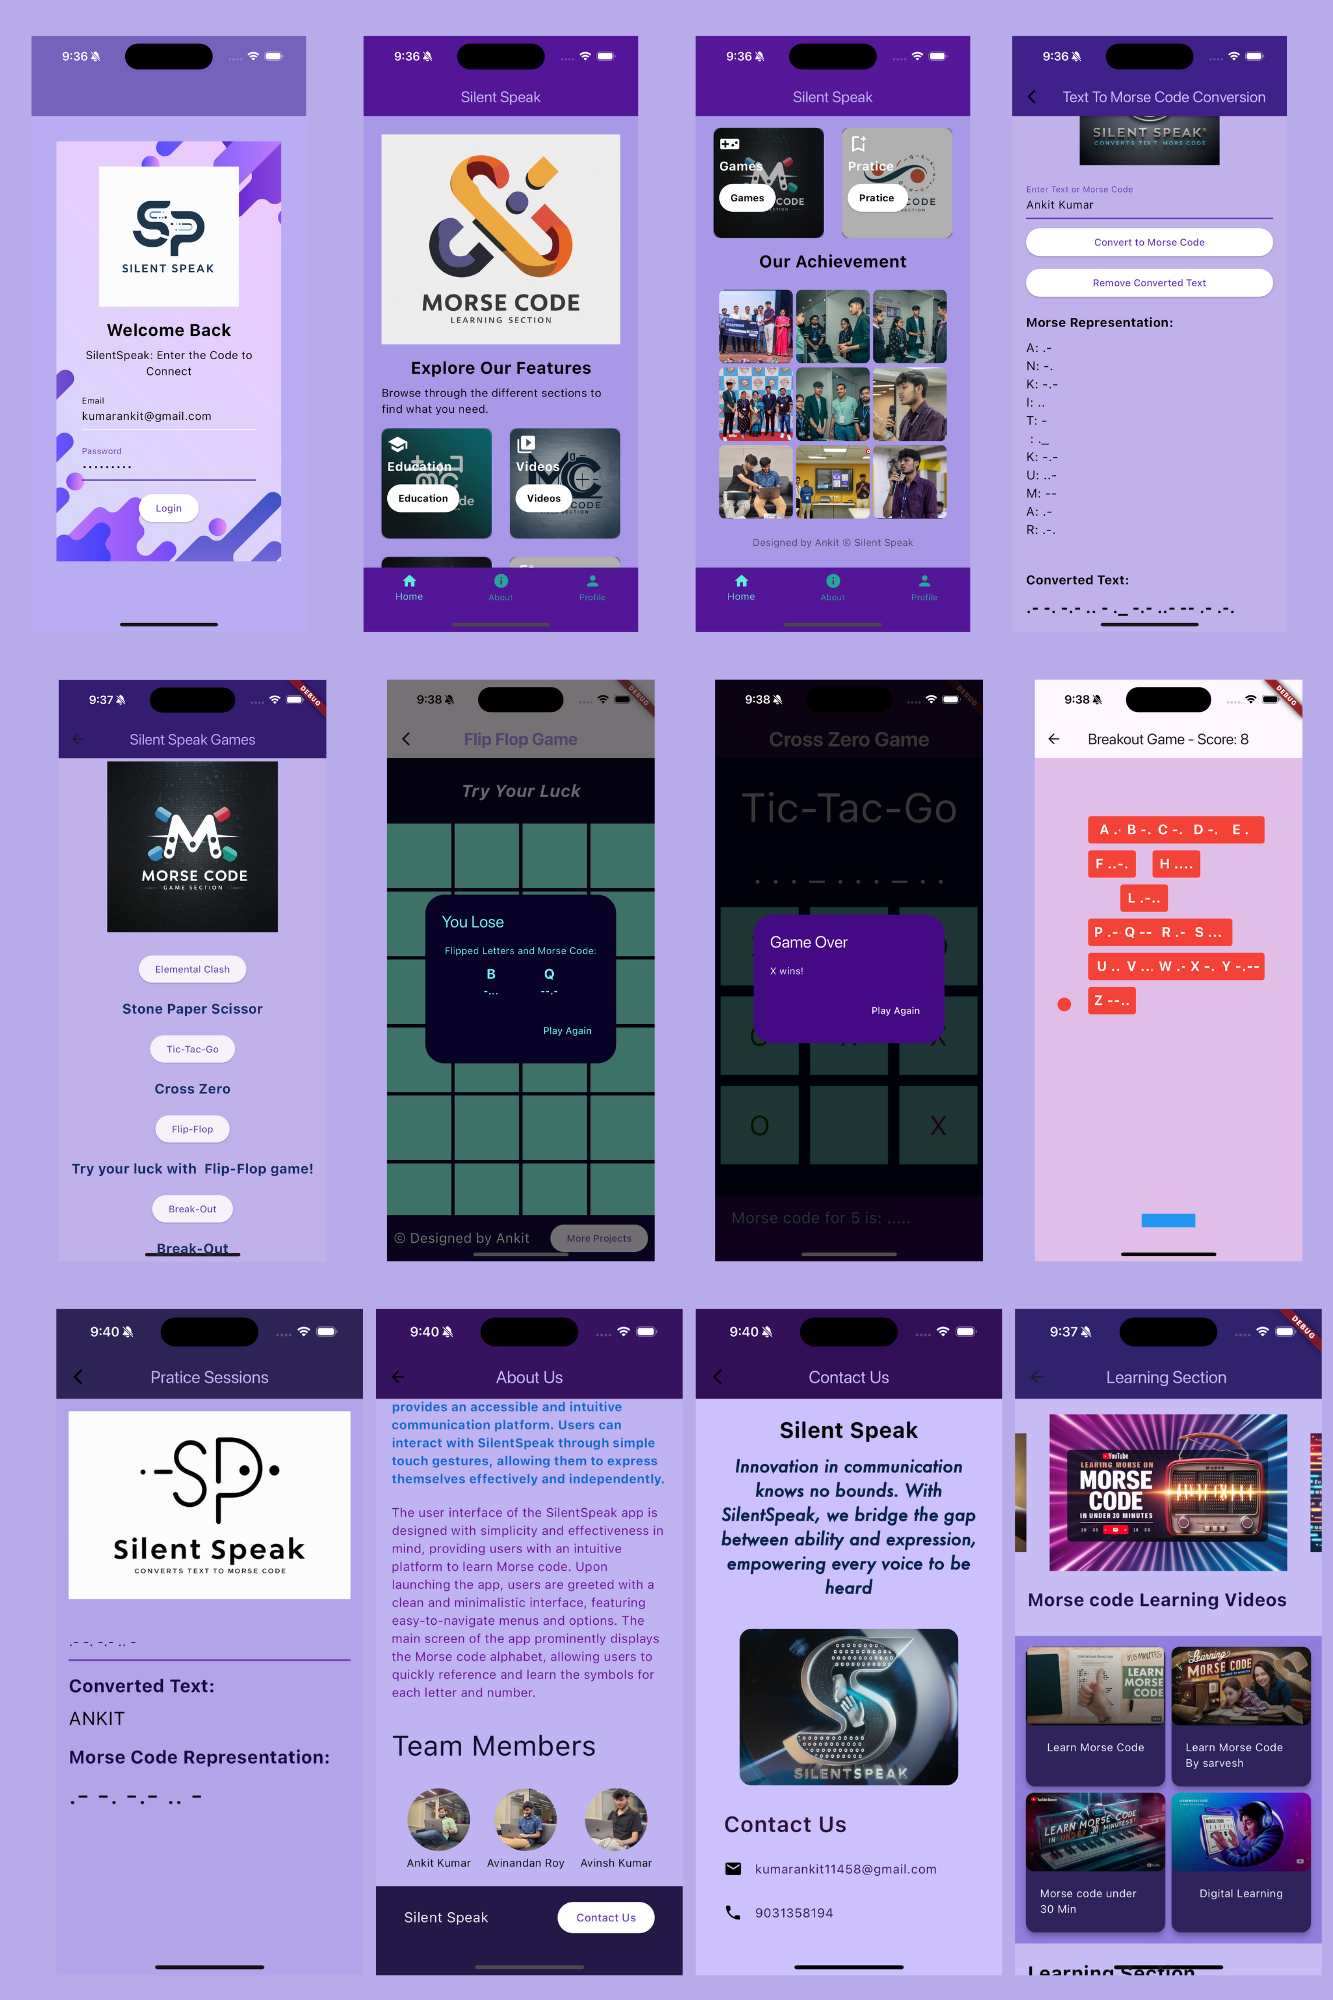 9:36
SILENT SPEAK
Welcome Back
SilentSpeak: Enter the Code to
Connect
Email
kumarankit@gmail.com
Password
•••••••••
Login
9:36
Silent Speak
MORSE CODE
LEARNING SECTION
Explore Our Features
Browse through the different sections to
find what you need.
Education
Education
Videos
Videos
Home
About
Profile
9:36
Silent Speak
Games
Games
Pratice
Pratice
Our Achievement
Designed by Ankit © Silent Speak
Home
About
Profile
9:36
Text To Morse Code Conversion
SILENT SPEAK
CONVERTS TEXT MORS CODE
Enter Text or Morse Code
Ankit Kumar
Convert to Morse Code
Remove Converted Text
Morse Representation:
A: .-
N: -.
K: -.-
I: ..
T: -
: ._
K: -.-
U: ..-
M: --
A: .-
R: .-.
Converted Text:
.- -. -.- .. - ._ -.- ..- -- .- .-.
9:37
DEBUG
Silent Speak Games
MORSE CODE
GAME SECTION
Elemental Clash
Stone Paper Scissor
Tic-Tac-Go
Cross Zero
Flip-Flop
Try your luck with Flip-Flop game!
Break-Out
Break-Out
9:38
DEBUG
Flip Flop Game
Try Your Luck
You Lose
Flipped Letters and Morse Code:
B Q
-... --.-
Play Again
© Designed by Ankit
More Projects
9:38
DEBUG
Cross Zero Game
Tic-Tac-Go
. . . – . . . – . .
Game Over
X wins!
Play Again
O X X
O X
Morse code for 5 is: .....
9:38
DEBUG
Breakout Game - Score: 8
A .- B -. C -. D -. E .
F ..-. H ....
L .-..
P .- Q -- R .- S ...
U .. V ... W .- X -. Y -.--
Z --..
9:40
Pratice Sessions
SP
Silent Speak
CONVERTS TEXT TO MORSE CODE
.- -. -.- .. -
Converted Text:
ANKIT
Morse Code Representation:
.- -. -.- .. -
9:40
About Us
provides an accessible and intuitive
communication platform. Users can
interact with SilentSpeak through simple
touch gestures, allowing them to express
themselves effectively and independently.
The user interface of the SilentSpeak app is
designed with simplicity and effectiveness in
mind, providing users with an intuitive
platform to learn Morse code. Upon
launching the app, users are greeted with a
clean and minimalistic interface, featuring
easy-to-navigate menus and options. The
main screen of the app prominently displays
the Morse code alphabet, allowing users to
quickly reference and learn the symbols for
each letter and number.
Team Members
Ankit Kumar
Avinandan Roy
Avinsh Kumar
Silent Speak
Contact Us
9:40
Contact Us
Silent Speak
Innovation in communication
knows no bounds. With
SilentSpeak, we bridge the gap
between ability and expression,
empowering every voice to be
heard
SILENTSPEAK
Contact Us
kumarankit11458@gmail.com
9031358194
9:37
DEBUG
Learning Section
YouTube
LEARING MORSE ON
MORSE
CODE
IN UNDER 30 MINUTES
Morse code Learning Videos
LEARN
MORSE
CODE
Learn Morse Code
Learning
MORSE CODE
Learn Morse Code
By sarvesh
LEARN MORSE CODE
IN UNDER 30 MINUTESS!
Morse code under
30 Min
Digital Learning
Learning Section